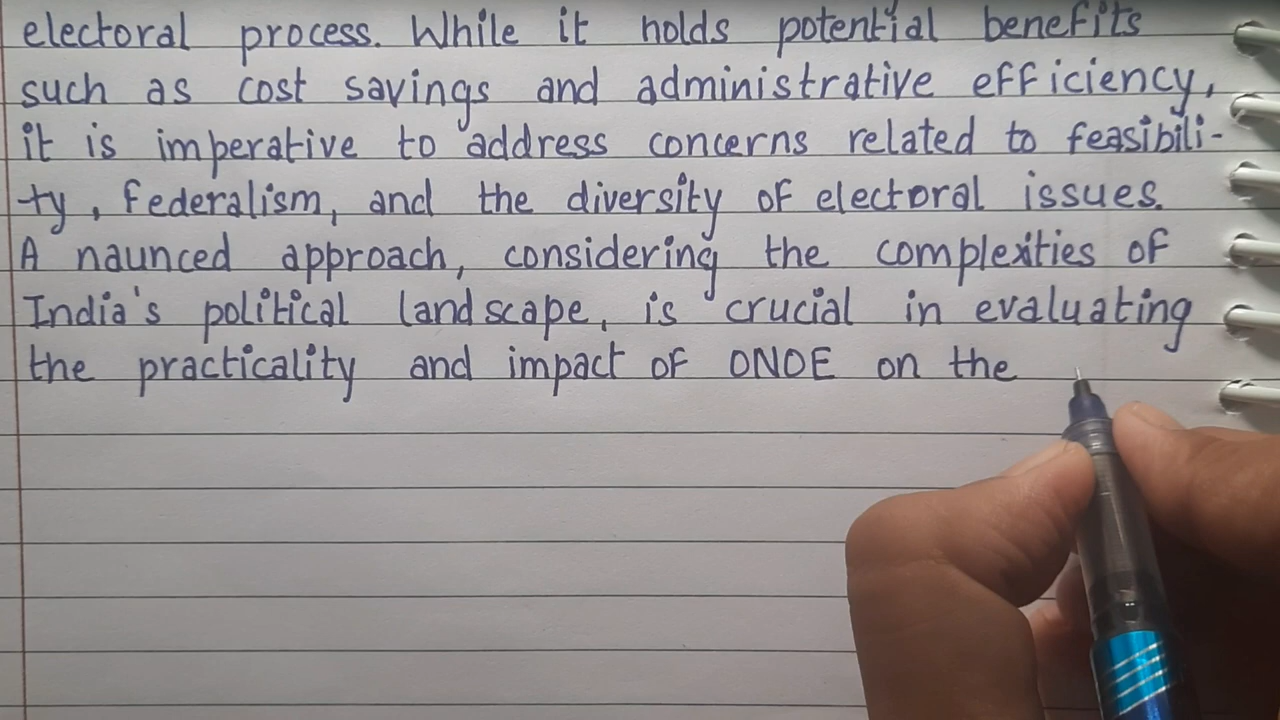 electoral process. While it holds potential benefits
such as cost savings and administrative efficiency,
it is imperative to address concerns related to feasibili-
ty, federalism, and the diversity of electoral issues.
A naunced approach, considering the complexities of
India's political landscape, is crucial in evaluating
the practicality and impact of ONOE on the